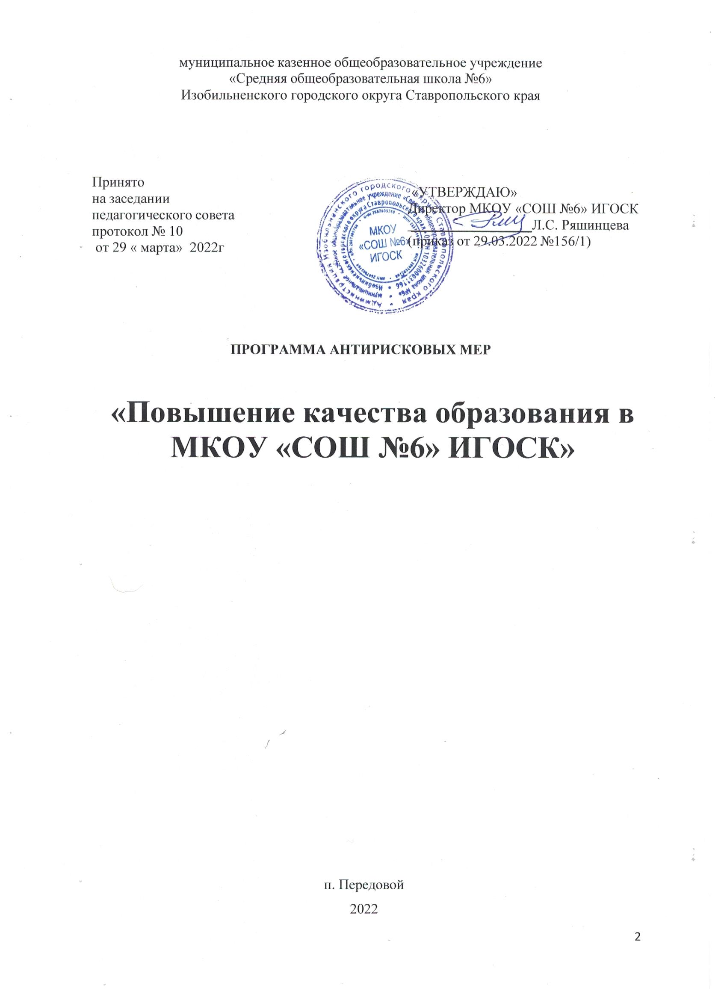 муниципальное казенное общеобразовательное учреждение
«Средняя общеобразовательная школа №6»
Изобильненского городского округа Ставропольского края
Принято
на заседании
педагогического совета
протокол № 10
от 29 « марта» 2022г
«УТВЕРЖДАЮ»
Директор МКОУ «СОШ №6» ИГОСК
Л.С. Ряшинцева
(приказ от 29.03.2022 №156/1)
Администрация Изобильненского городского округа Ставропольского края
муниципальное казенное общеобразовательное учреждение «Средняя общеобразовательная школа №6»
Изобильненского городского округа Ставропольского края
МКОУ
«СОШ №6»
ИГОСК
ПРОГРАММА АНТИРИСКОВЫХ МЕР
«Повышение качества образования в
МКОУ «СОШ №6» ИГОСК»
п. Передовой
2022
2